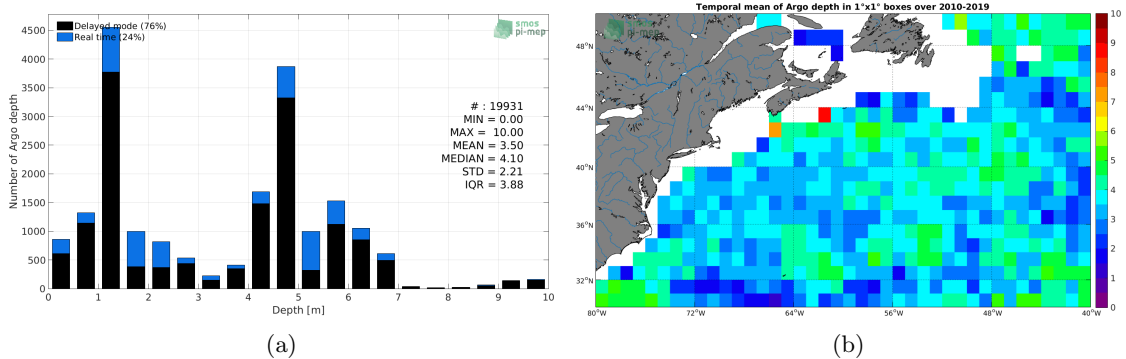 Delayed mode (76%)
Real time (24%)
smos
pi-mep
# : 19931
MIN = 0.00
MAX = 10.00
MEAN = 3.50
MEDIAN = 4.10
STD = 2.21
IQR = 3.88
Number of Argo depth
4500
4000
3500
3000
2500
2000
1500
1000
500
0
0 1 2 3 4 5 6 7 8 9 10
Depth [m]
(a)
Temporal mean of Argo depth in 1°x1° boxes over 2010-2019
smos
pi-mep
48°N
44°N
40°N
36°N
32°N
80°W 72°W 64°W 56°W 48°W 40°W
10
9
8
7
6
5
4
3
2
1
0
(b)